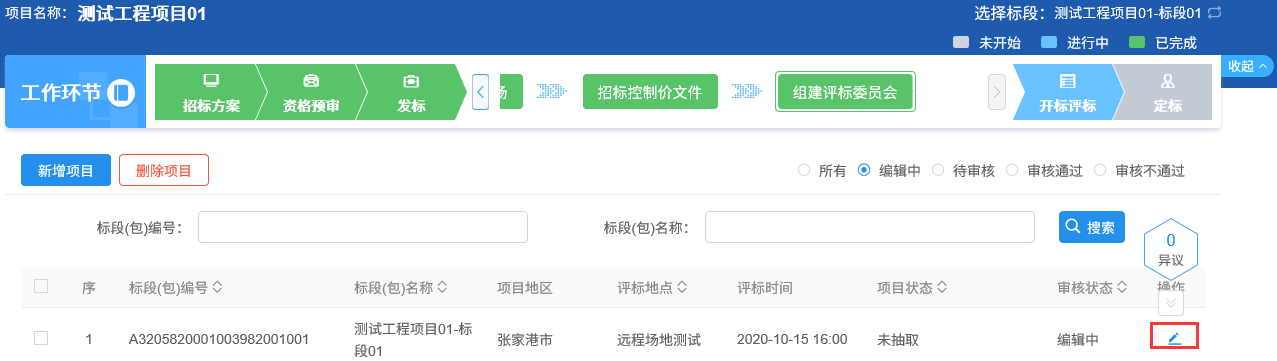 项目名称： 测试工程项目01
选择标段： 测试工程项目01-标段01
未开始 进行中 已完成
工作环节 招标方案 资格预审 发标 场 招标控制价文件 组建评标委员会 开标评标 定标 收起
新增项目 删除项目 所有 编辑中 待审核 审核通过 审核不通过
标段(包)编号： 标段(包)名称： 搜索
0
异议
序 标段(包)编号 标段(包)名称 项目地区 评标地点 评标时间 项目状态 审核状态 操作
1 A3205820001003982001001 测试工程项目01-标 张家港市 远程场地测试 2020-10-15 16:00 未抽取 编辑中
段01